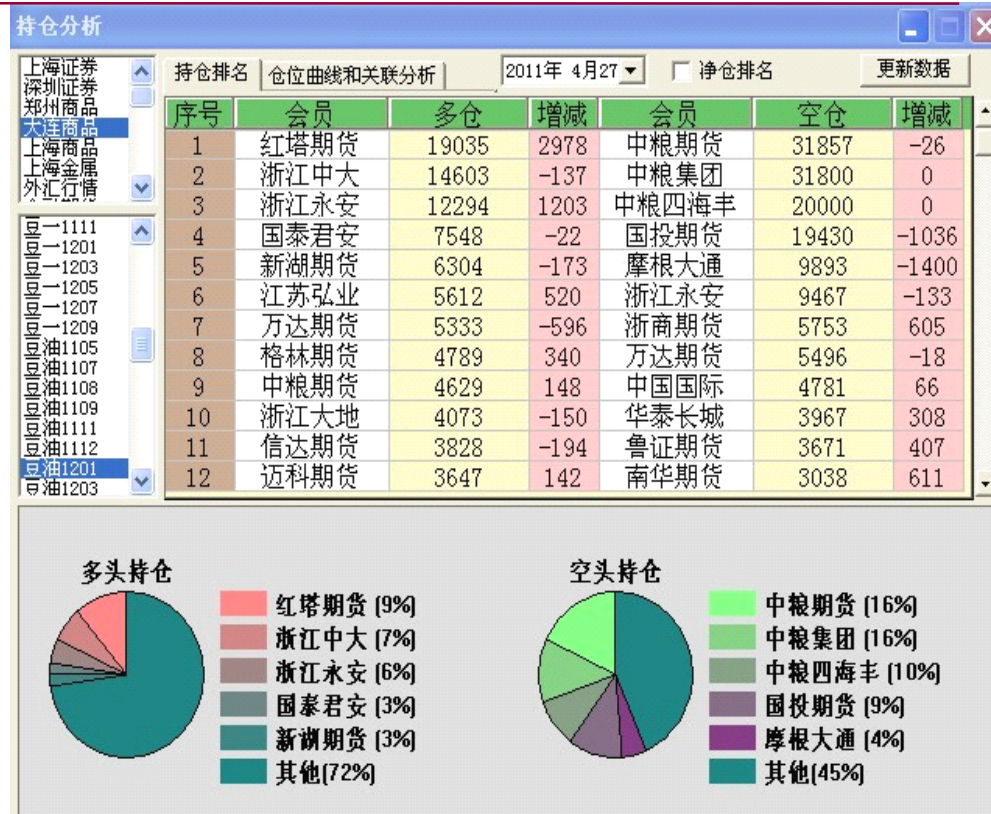 持仓分析
上海证券
深圳证券
郑州商品
大连商品
上海商品
上海金属
外汇行情
持仓排名 仓位曲线和关联分析 2011年 4月27 净仓排名 更新数据
序号 会员 多仓 增减 会员 空仓 增减
1 红塔期货 19035 2978 中粮期货 31857 -26
2 浙江中大 14603 -137 中粮集团 31800 0
3 浙江永安 12294 1203 中粮四海丰 20000 0
4 国泰君安 7548 -22 国投期货 19430 -1036
5 新湖期货 6304 -173 摩根大通 9893 -1400
6 江苏弘业 5612 520 浙江永安 9467 -133
7 万达期货 5333 -596 浙商期货 5753 605
8 格林期货 4789 340 万达期货 5496 -18
9 中粮期货 4629 148 中国国际 4781 66
10 浙江大地 4073 -150 华泰长城 3967 308
11 信达期货 3828 -194 鲁证期货 3671 407
12 迈科期货 3647 142 南华期货 3038 611
豆一1111
豆一1201
豆一1203
豆一1205
豆一1207
豆一1209
豆油1105
豆油1107
豆油1108
豆油1109
豆油1111
豆油1112
豆油1201
豆油1203
多头持仓
红塔期货 (9%)
浙江中大 (7%)
浙江永安 (6%)
国泰君安 (3%)
新湖期货 (3%)
其他(72%)
空头持仓
中粮期货 (16%)
中粮集团 (16%)
中粮四海丰 (10%)
国投期货 (9%)
摩根大通 (4%)
其他(45%)